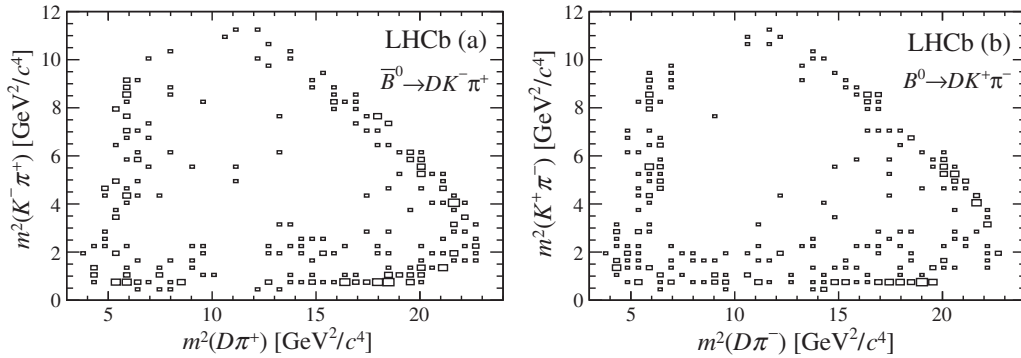 12
10
8
6
4
2
0
m²(K⁻π⁺) [GeV²/c⁴]
LHCb (a)
B̅⁰→DK⁻π⁺
5
10
15
20
m²(Dπ⁺) [GeV²/c⁴]
12
10
8
6
4
2
0
m²(K⁺π⁻) [GeV²/c⁴]
LHCb (b)
B⁰→DK⁺π⁻
5
10
15
20
m²(Dπ⁻) [GeV²/c⁴]